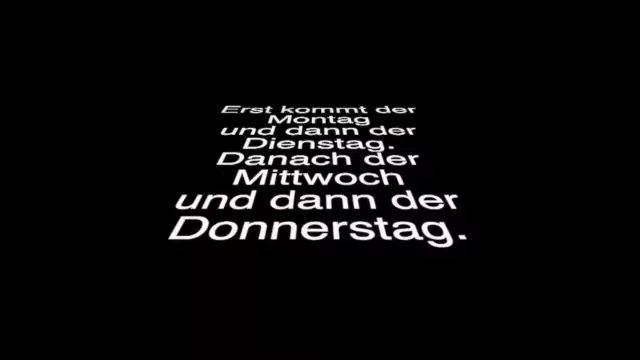 Erst kommt der
Montag
und dann der
Dienstag.
Danach der
Mittwoch
und dann der
Donnerstag.